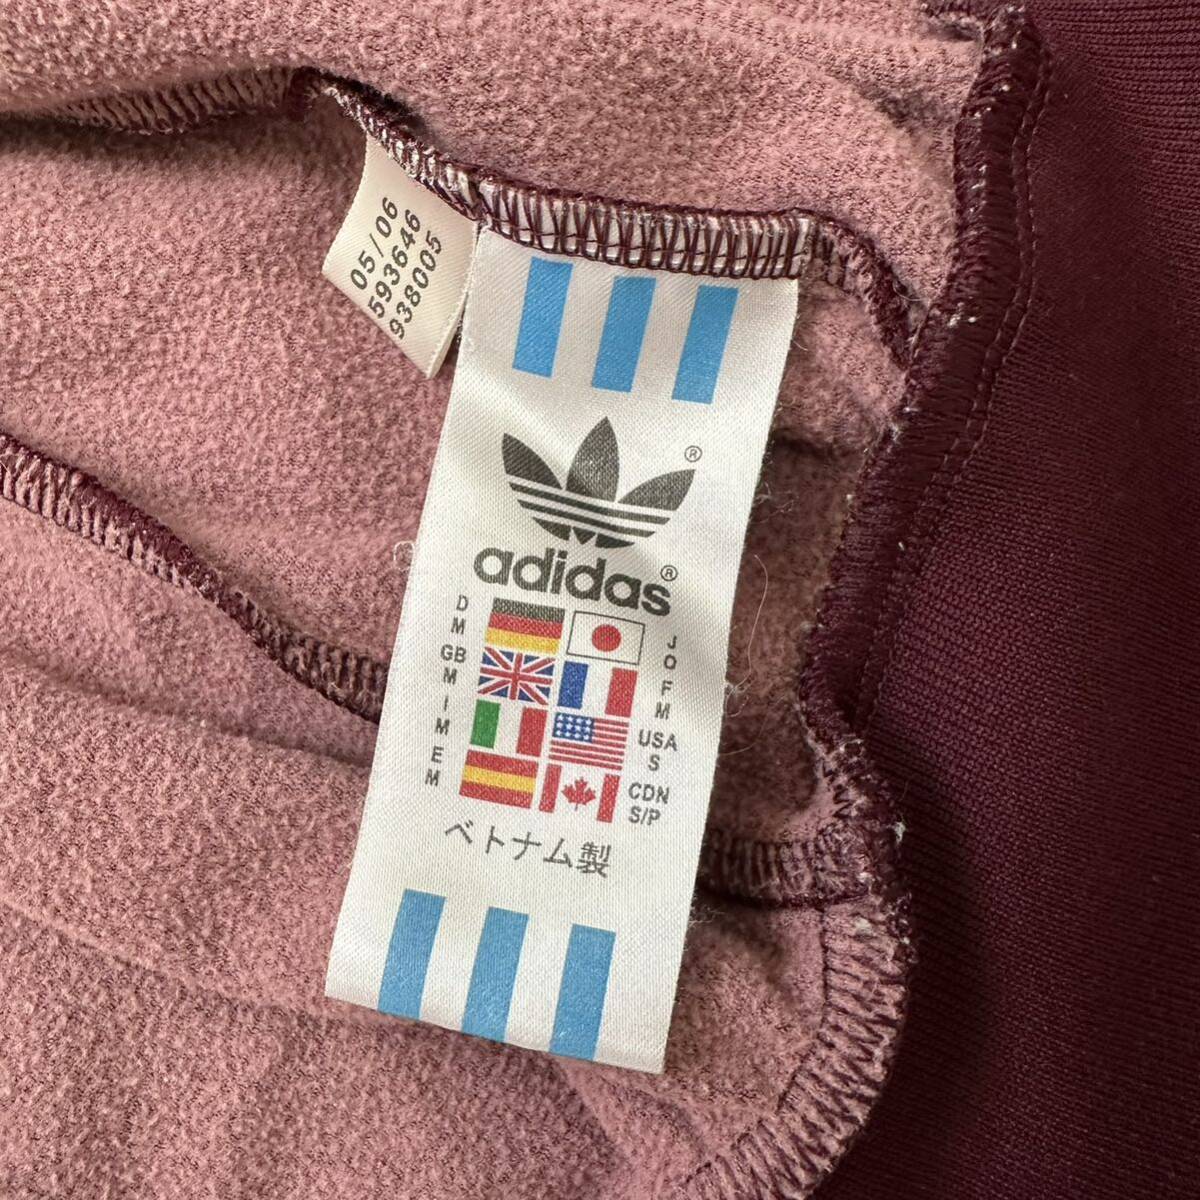 05/06
593646
938005
®
adidas®
D
M
J
O
GB
M
F
M
I
M
USA
S
E
M
CDN
S/P
ベトナム製